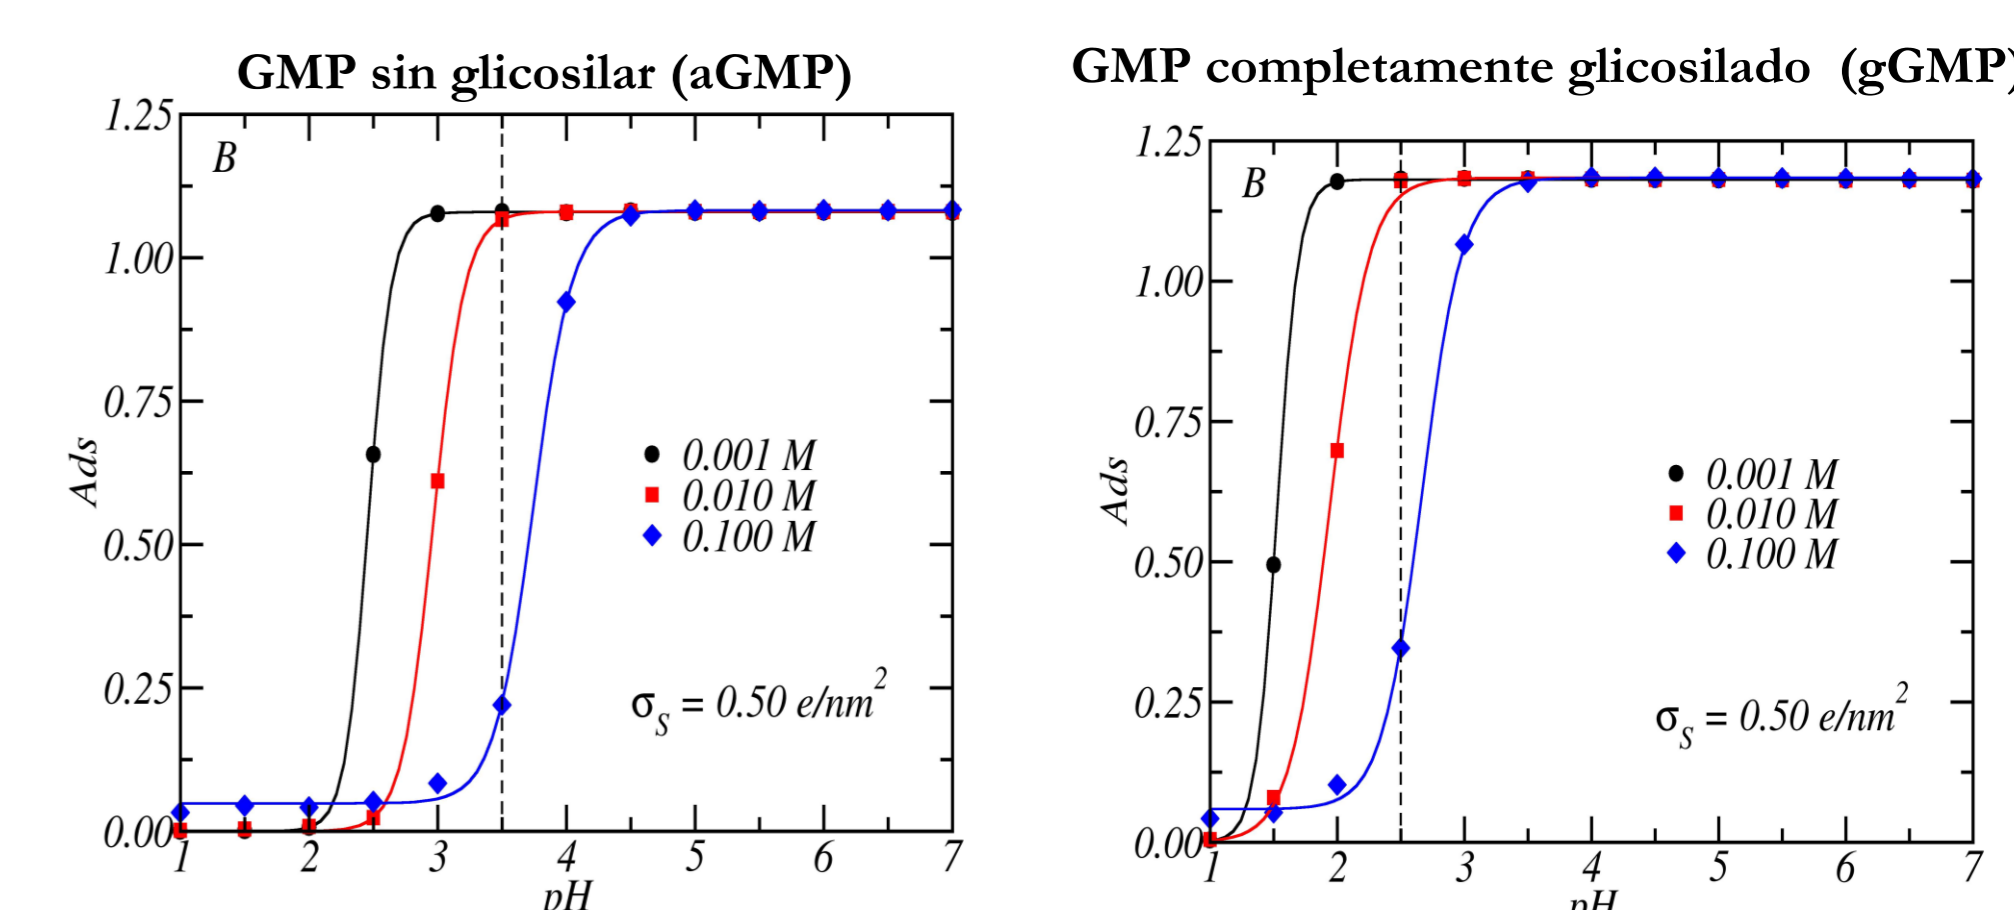 GMP sin glicosilar (aGMP)
1.25
B
1.00
0.75
0.50
0.25
0.00
Ads
0.001 M
0.010 M
0.100 M
σS = 0.50 e/nm²
1 2 3 4 5 6 7
pH
GMP completamente glicosilado (gGMP)
1.25
B
1.00
0.75
0.50
0.25
0.00
Ads
0.001 M
0.010 M
0.100 M
σS = 0.50 e/nm²
1 2 3 4 5 6 7
pH